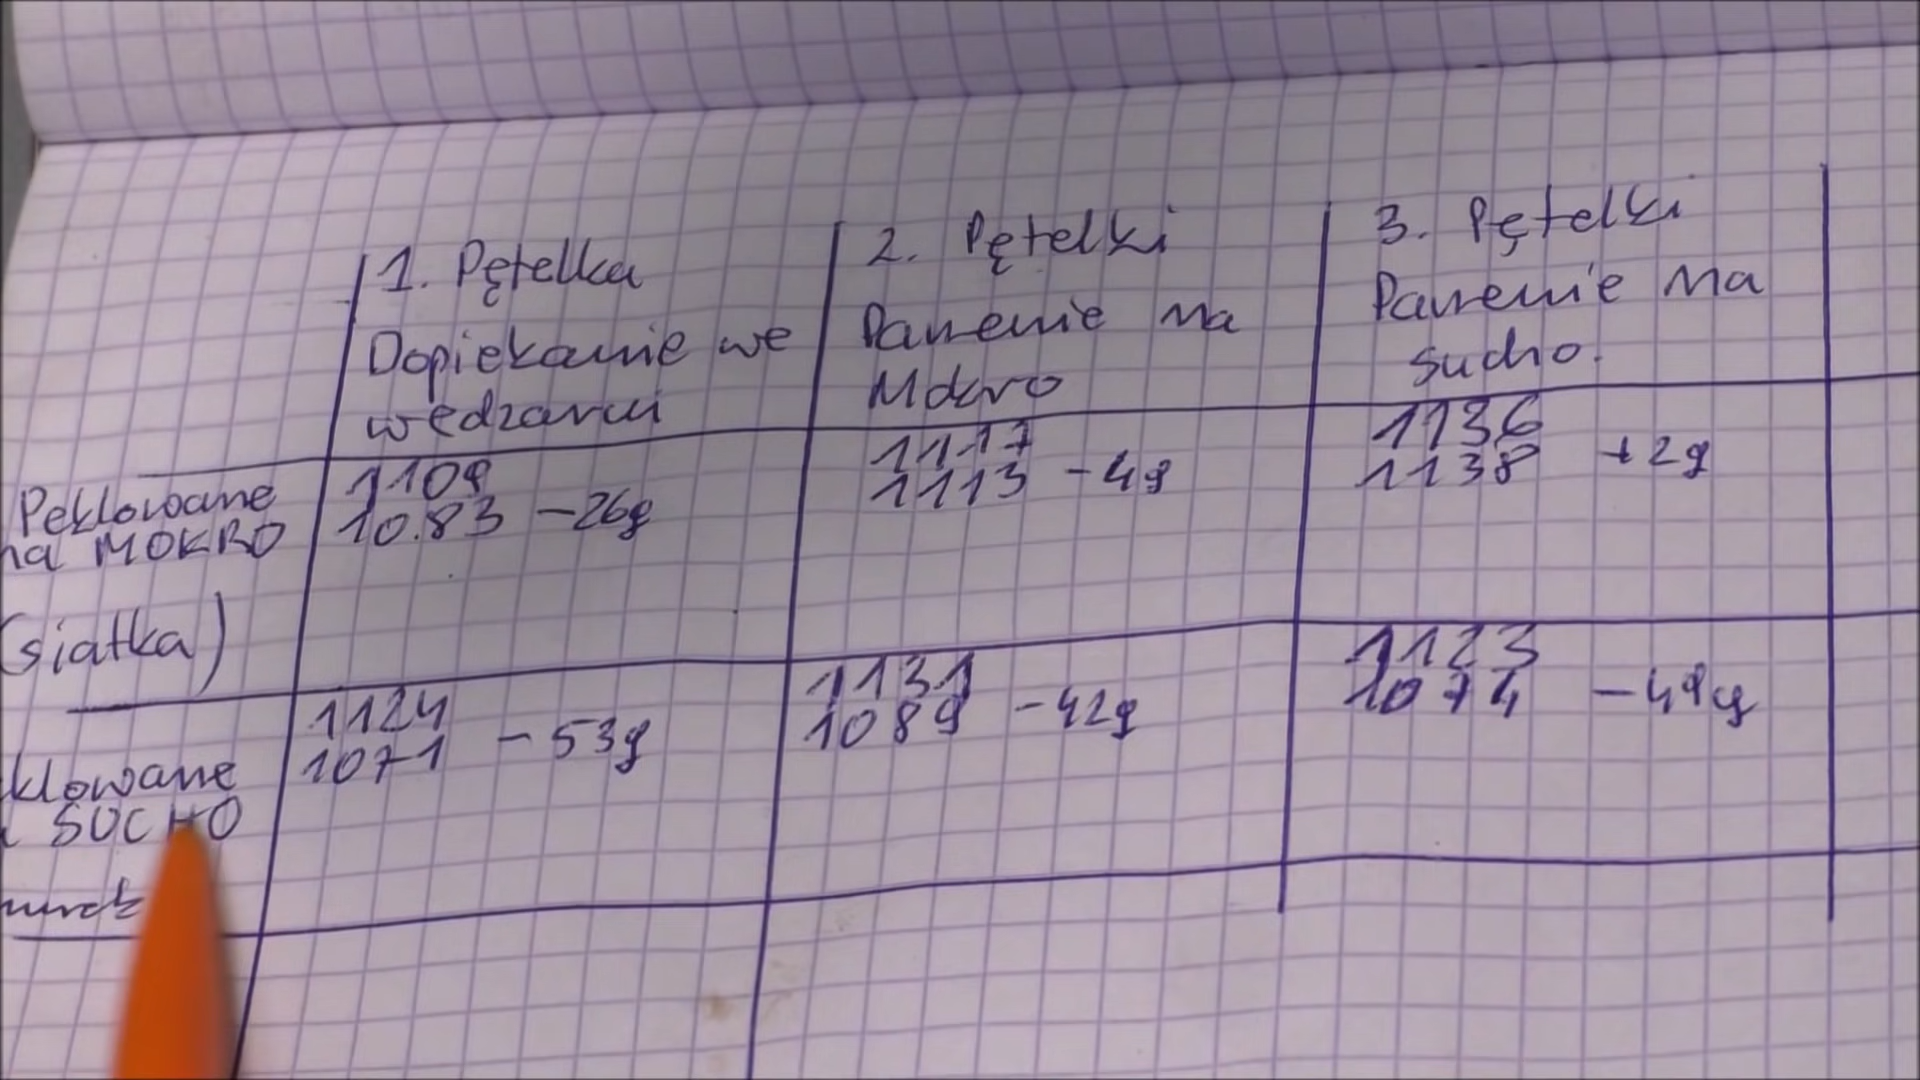 1. Pętelka
Dopiekanie we
wędzarni
2. Pętelki
Parzenie na
Mokro
3. Pętelki
Parzenie na
sucho.
Peklowane
na MOKRO
(siatka)
1109
10.83 -26g
1117
1113 -4g
1136
1138 +2g
klowane
SUCHO
1124
1071 -53g
1131
1089 -42g
1123
1074 -49g